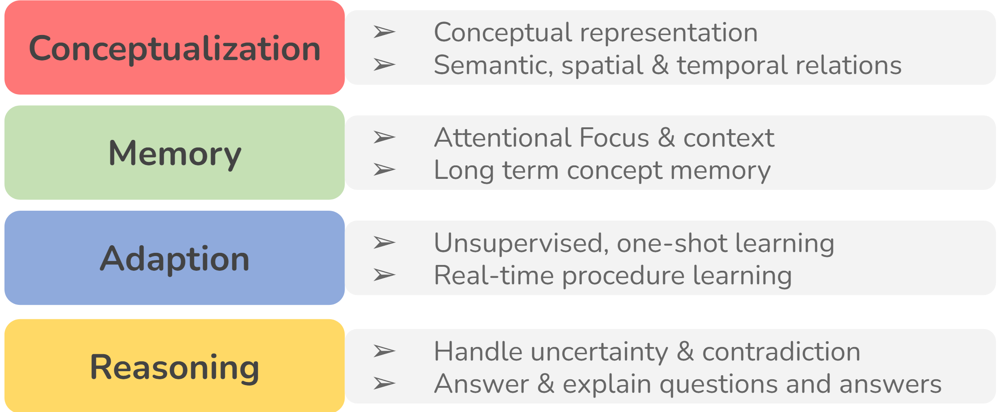 Conceptualization
➢ Conceptual representation
➢ Semantic, spatial & temporal relations
Memory
➢ Attentional Focus & context
➢ Long term concept memory
Adaption
➢ Unsupervised, one-shot learning
➢ Real-time procedure learning
Reasoning
➢ Handle uncertainty & contradiction
➢ Answer & explain questions and answers